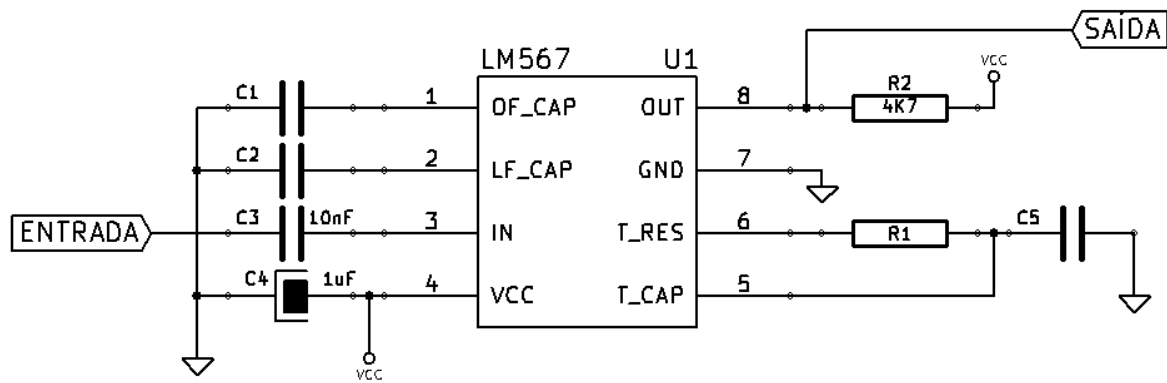 SAÍDA
LM567 U1
VCC
R2
4K7
C1 1 OF_CAP OUT 8
C2 2 LF_CAP GND 7
ENTRADA C3 10nF 3 IN T_RES 6 R1 C5
C4 1uF 4 VCC T_CAP 5
VCC